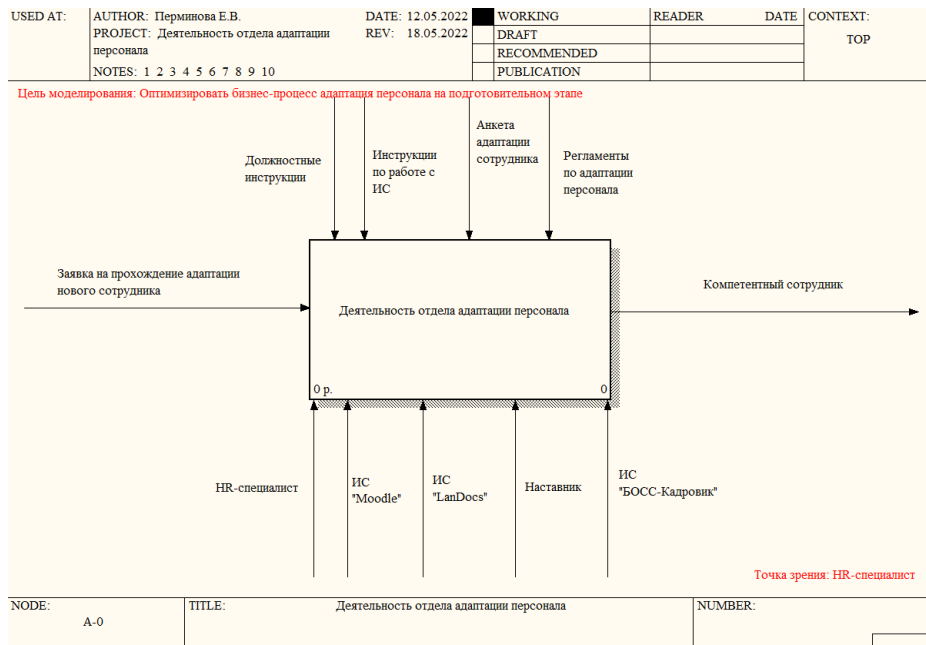 USED AT:
AUTHOR: Перминова Е.В.
DATE: 12.05.2022
WORKING
READER
DATE
CONTEXT:
PROJECT: Деятельность отдела адаптации
персонала
REV: 18.05.2022
DRAFT
TOP
RECOMMENDED
NOTES: 1 2 3 4 5 6 7 8 9 10
PUBLICATION
Цель моделирования: Оптимизировать бизнес-процесс адаптация персонала на подготовительном этапе
Должностные
инструкции
Инструкции
по работе с
ИС
Анкета
адаптации
сотрудника
Регламенты
по адаптации
персонала
Заявка на прохождение адаптации
нового сотрудника
Деятельность отдела адаптации персонала
0 р.
0
Компетентный сотрудник
HR-специалист
ИС
"Moodle"
ИС
"LanDocs"
Наставник
ИС
"БОСС-Кадровик"
Точка зрения: HR-специалист
NODE:
A-0
TITLE:
Деятельность отдела адаптации персонала
NUMBER: